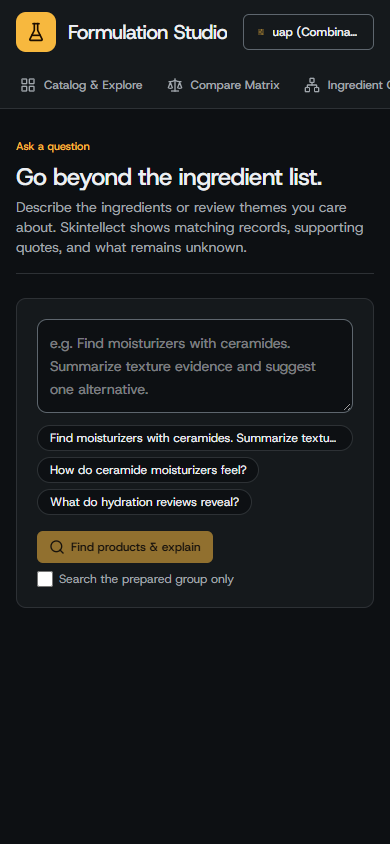 Formulation Studio
uap (Combina...
Catalog & Explore
Compare Matrix
Ingredient
Ask a question
Go beyond the ingredient list.
Describe the ingredients or review themes you care
about. Skintellect shows matching records, supporting
quotes, and what remains unknown.
e.g. Find moisturizers with ceramides.
Summarize texture evidence and suggest
one alternative.
Find moisturizers with ceramides. Summarize textu...
How do ceramide moisturizers feel?
What do hydration reviews reveal?
Find products & explain
Search the prepared group only